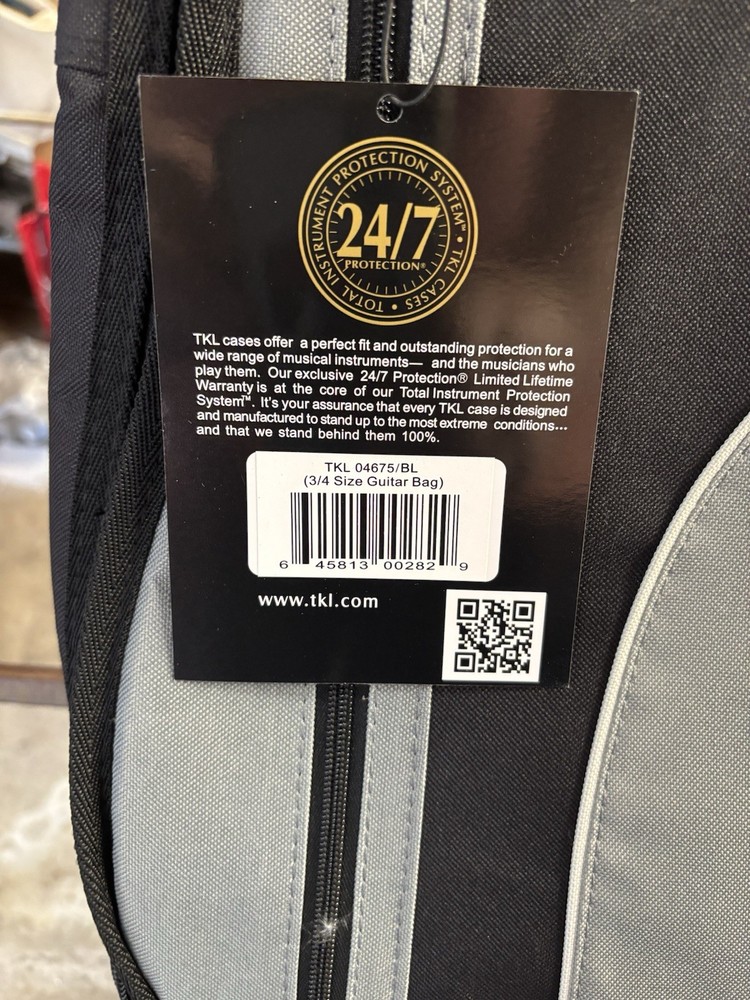 TOTAL INSTRUMENT PROTECTION SYSTEM™ • TKL CASES •
24/7
PROTECTION®
TKL cases offer a perfect fit and outstanding protection for a
wide range of musical instruments— and the musicians who
play them. Our exclusive 24/7 Protection® Limited Lifetime
Warranty is at the core of our Total Instrument Protection
System™. It's your assurance that every TKL case is designed
and manufactured to stand up to the most extreme conditions...
and that we stand behind them 100%.
TKL 04675/BL
(3/4 Size Guitar Bag)
6 45813 00282 9
www.tkl.com